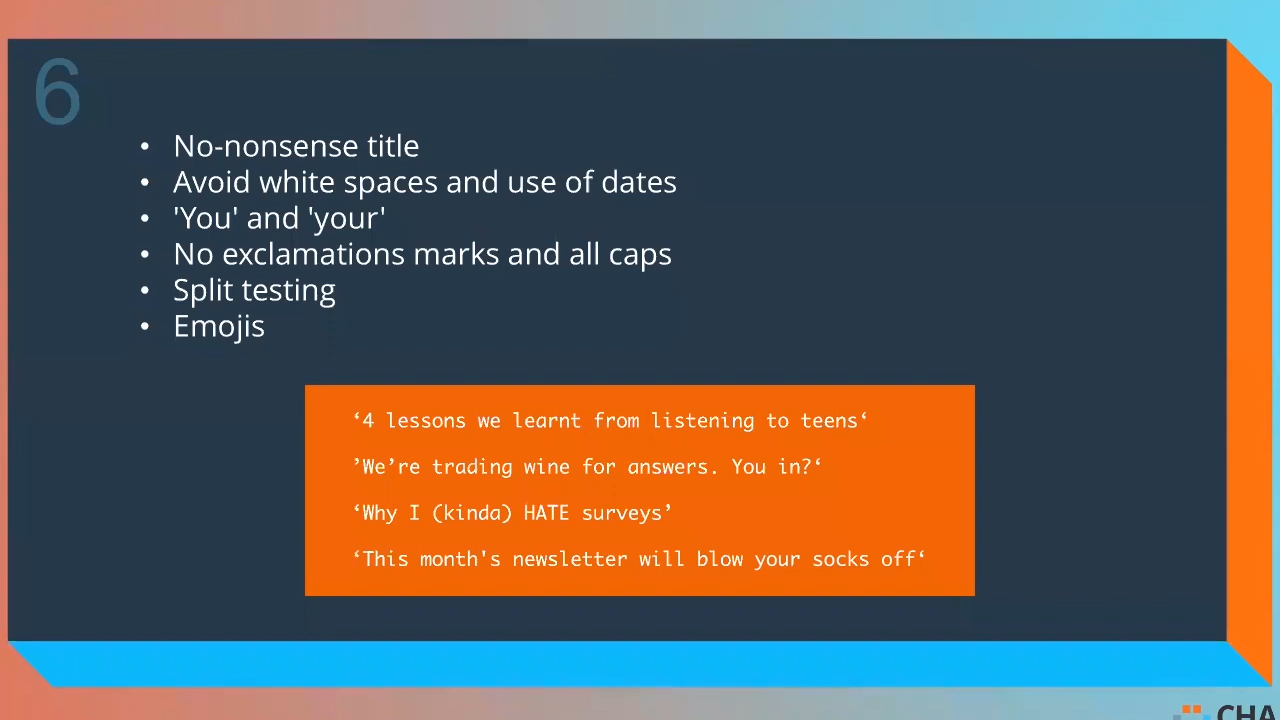 6
• No-nonsense title
• Avoid white spaces and use of dates
• 'You' and 'your'
• No exclamations marks and all caps
• Split testing
• Emojis
‘4 lessons we learnt from listening to teens‘
’We’re trading wine for answers. You in?‘
‘Why I (kinda) HATE surveys’
‘This month's newsletter will blow your socks off‘
CHA